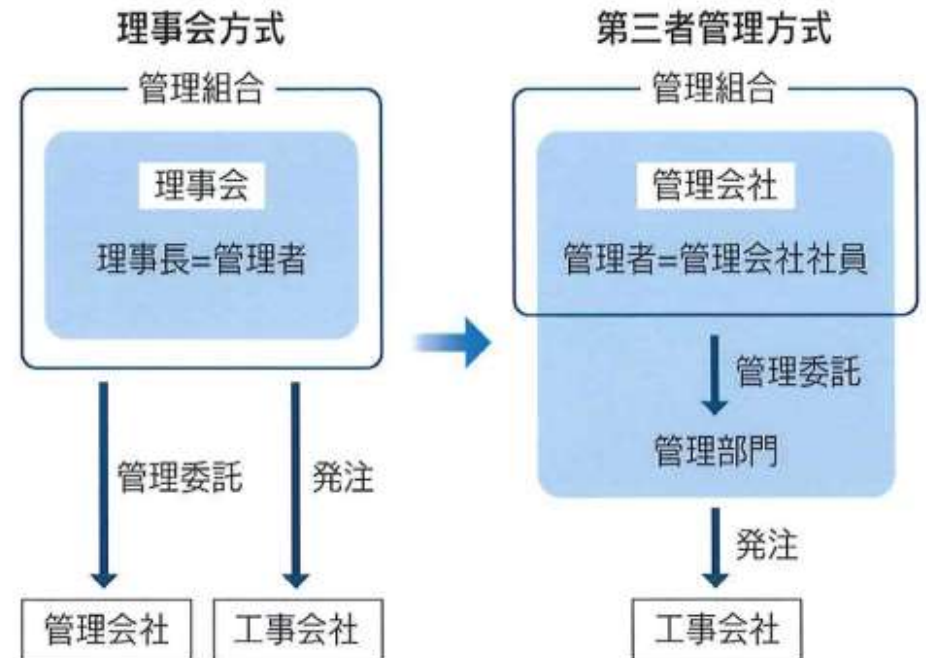 理事会方式
管理組合
理事会
理事長=管理者
管理委託
発注
管理会社
工事会社
第三者管理方式
管理組合
管理会社
管理者=管理会社社員
管理委託
管理部門
発注
工事会社